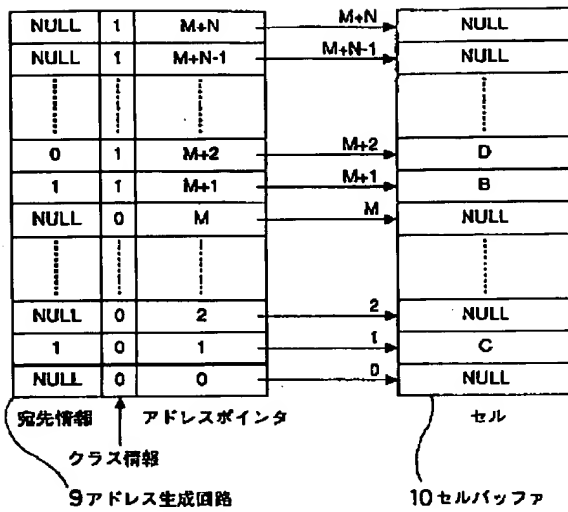 NULL 1 M+N M+N NULL
NULL 1 M+N-1 M+N-1 NULL
0 1 M+2 M+2 D
1 1 M+1 M+1 B
NULL 0 M M NULL
NULL 0 2 2 NULL
1 0 1 1 C
NULL 0 0 0 NULL
宛先情報 アドレスポインタ セル
クラス情報
9アドレス生成回路 10セルバッファ